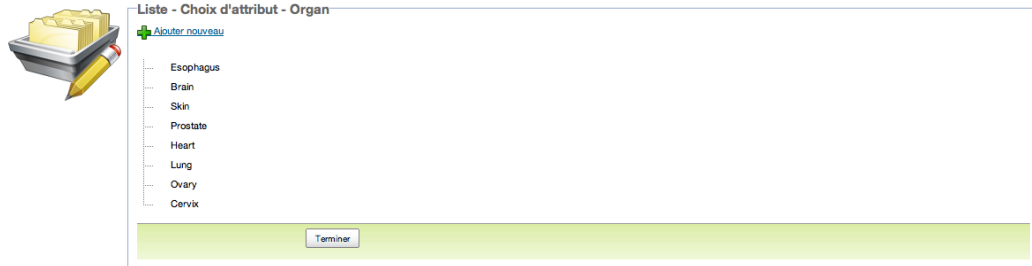 Liste - Choix d'attribut - Organ
Ajouter nouveau
Esophagus
Brain
Skin
Prostate
Heart
Lung
Ovary
Cervix
Terminer